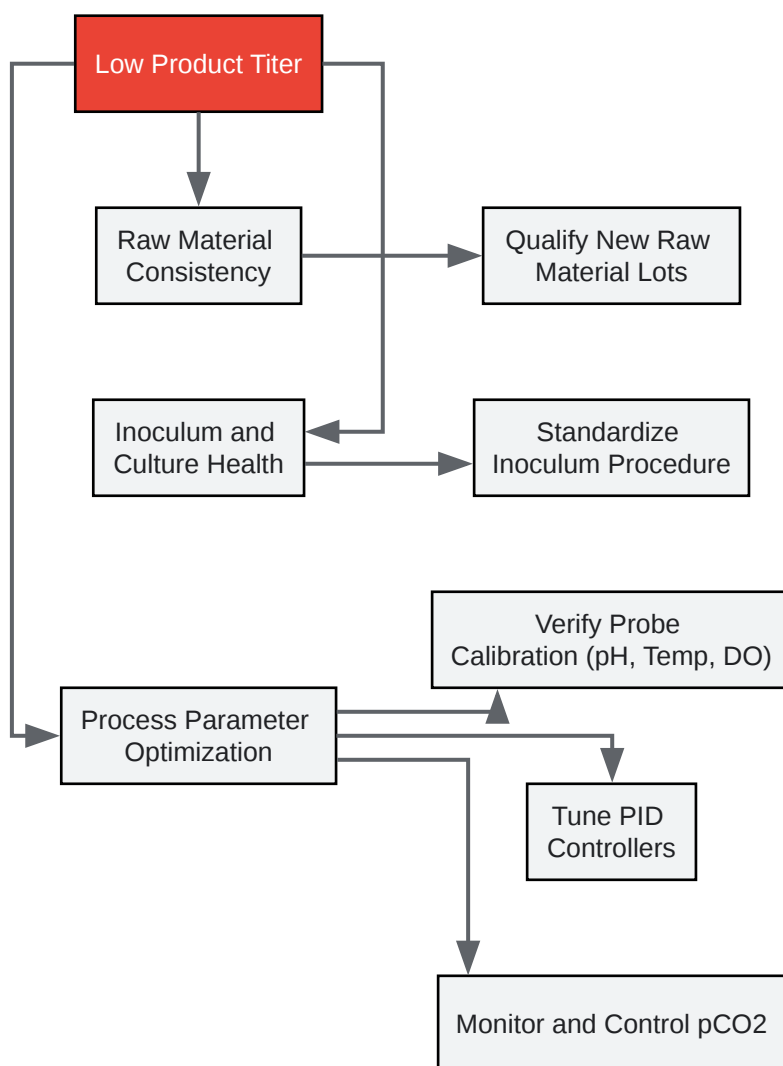 Low Product Titer
Raw Material
Consistency
Qualify New Raw
Material Lots
Inoculum and
Culture Health
Standardize
Inoculum Procedure
Verify Probe
Calibration (pH, Temp, DO)
Process Parameter
Optimization
Tune PID
Controllers
Monitor and Control pCO2